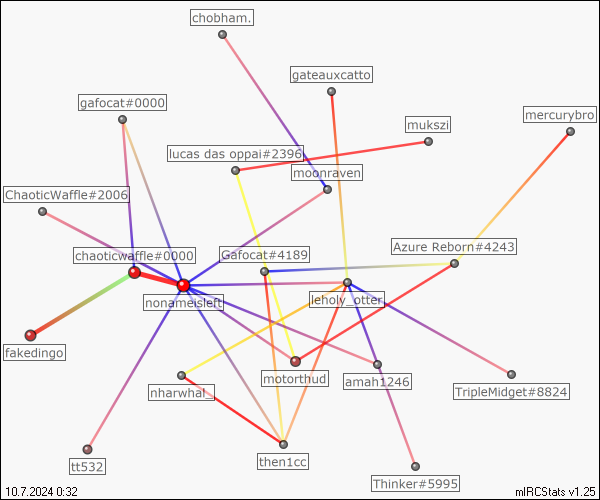 chobham.
gateauxcatto
gafocat#0000
mercurybro
mukszi
lucas das oppai#2396
moonraven
ChaoticWaffle#2006
Azure Reborn#4243
chaoticwaffle#0000
Gafocat#4189
nonameisleft
leholy_otter
fakedingo
motorthud
amah1246
nharwhal_
TripleMidget#8824
then1cc
tt532
Thinker#5995
10.7.2024 0:32
mIRCStats v1.25